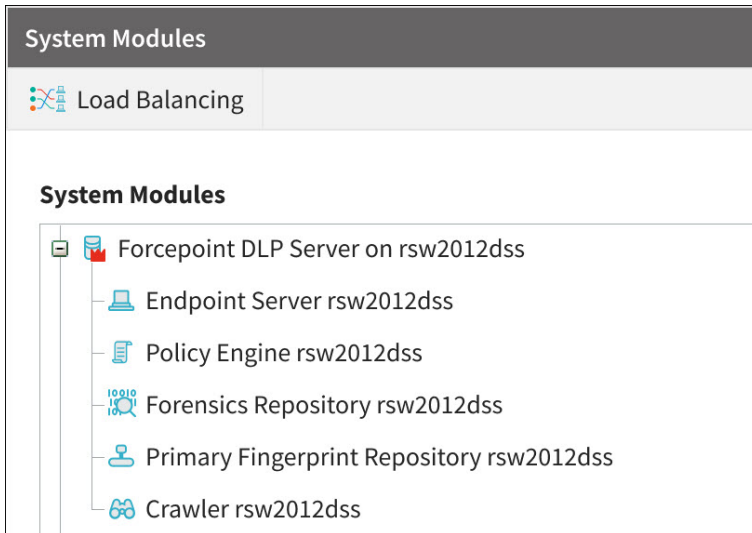 System Modules
Load Balancing
System Modules
Forcepoint DLP Server on rsw2012dss
Endpoint Server rsw2012dss
Policy Engine rsw2012dss
Forensics Repository rsw2012dss
Primary Fingerprint Repository rsw2012dss
Crawler rsw2012dss